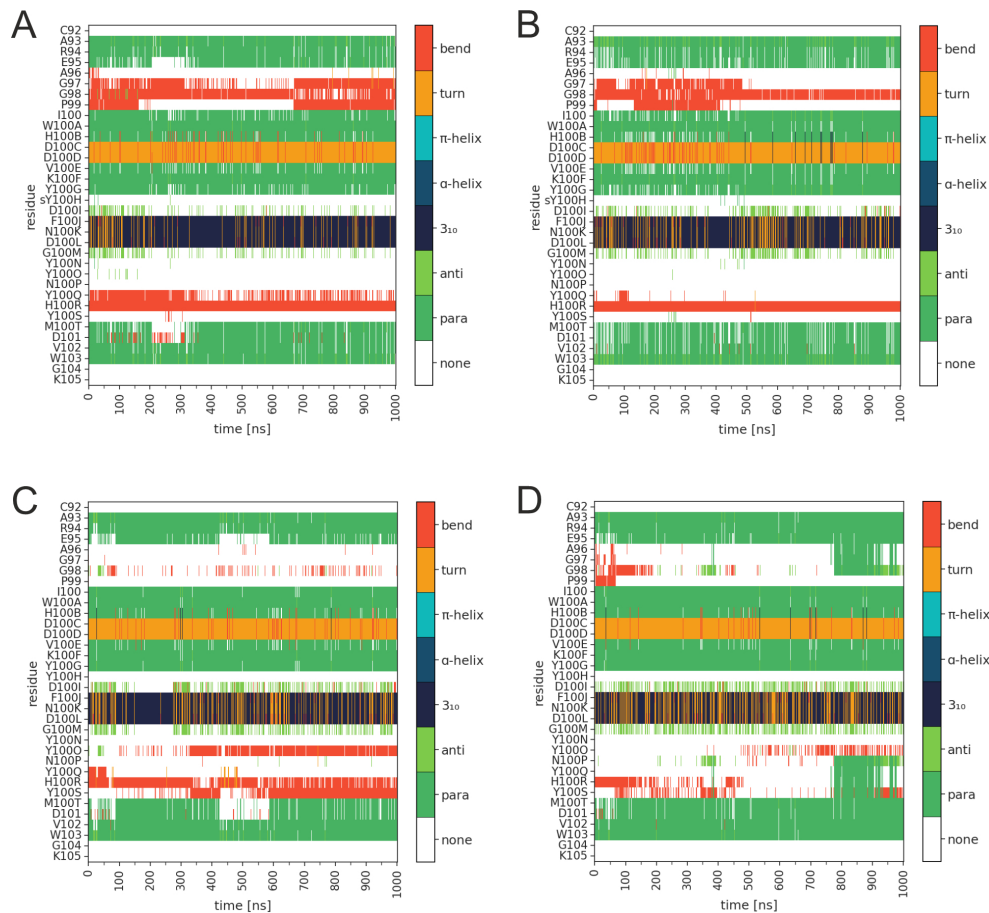 A
C92
A93
R94
E95
A96
G97
G98
P99
I100
W100A
H100B
D100C
D100D
V100E
K100F
Y100G
sY100H
D100I
F100J
N100K
D100L
G100M
Y100N
Y100O
N100P
Y100Q
H100R
Y100S
M100T
D101
V102
W103
G104
K105
residue
0
100
200
300
400
500
600
700
800
900
1000
time [ns]
bend
turn
π-helix
α-helix
3₁₀
anti
para
none
B
C92
A93
R94
E95
A96
G97
G98
P99
I100
W100A
H100B
D100C
D100D
V100E
K100F
Y100G
sY100H
D100I
F100J
N100K
D100L
G100M
Y100N
Y100O
N100P
Y100Q
H100R
Y100S
M100T
D101
V102
W103
G104
K105
residue
0
100
200
300
400
500
600
700
800
900
1000
time [ns]
bend
turn
π-helix
α-helix
3₁₀
anti
para
none
C
C92
A93
R94
E95
A96
G97
G98
P99
I100
W100A
H100B
D100C
D100D
V100E
K100F
Y100G
Y100H
D100I
F100J
N100K
D100L
G100M
Y100N
Y100O
N100P
Y100Q
H100R
Y100S
M100T
D101
V102
W103
G104
K105
residue
0
100
200
300
400
500
600
700
800
900
1000
time [ns]
bend
turn
π-helix
α-helix
3₁₀
anti
para
none
D
C92
A93
R94
E95
A96
G97
G98
P99
I100
W100A
H100B
D100C
D100D
V100E
K100F
Y100G
Y100H
D100I
F100J
N100K
D100L
G100M
Y100N
Y100O
N100P
Y100Q
H100R
Y100S
M100T
D101
V102
W103
G104
K105
residue
0
100
200
300
400
500
600
700
800
900
1000
time [ns]
bend
turn
π-helix
α-helix
3₁₀
anti
para
none